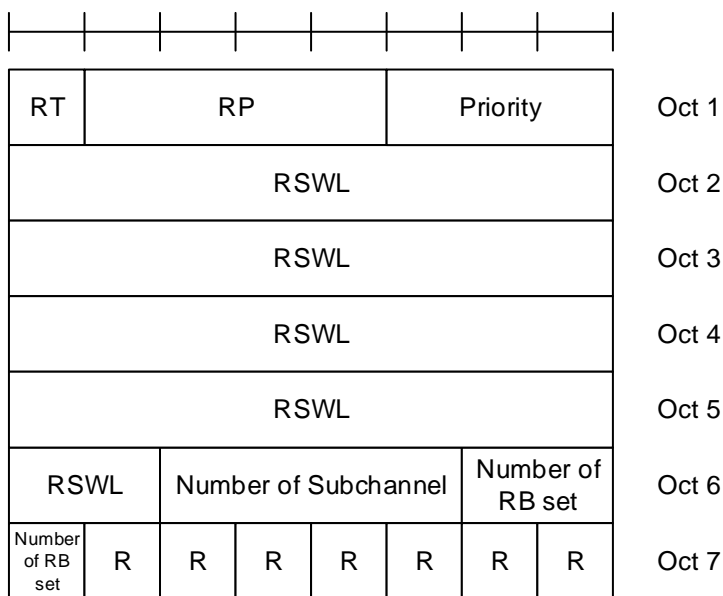 RT RP Priority Oct 1
RSWL Oct 2
RSWL Oct 3
RSWL Oct 4
RSWL Oct 5
RSWL Number of Subchannel Number of
RB set Oct 6
Number
of RB
set R R R R R R R Oct 7